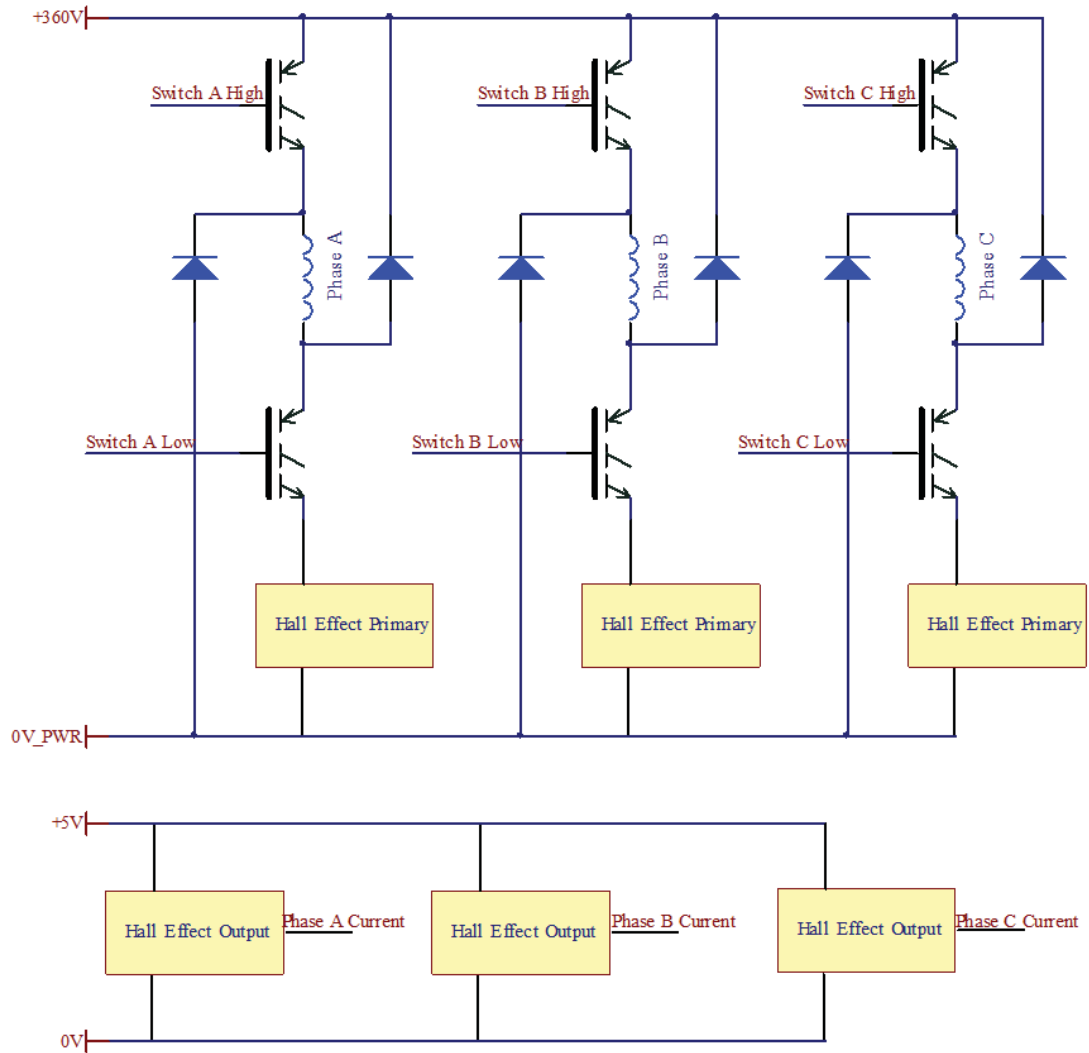 +360V
Switch A High
Switch B High
Switch C High
Phase A
Phase B
Phase C
Switch A Low
Switch B Low
Switch C Low
Hall Effect Primary
Hall Effect Primary
Hall Effect Primary
0V_PWR
+5V
Hall Effect Output
Phase A Current
Hall Effect Output
Phase B Current
Hall Effect Output
Phase C Current
0V